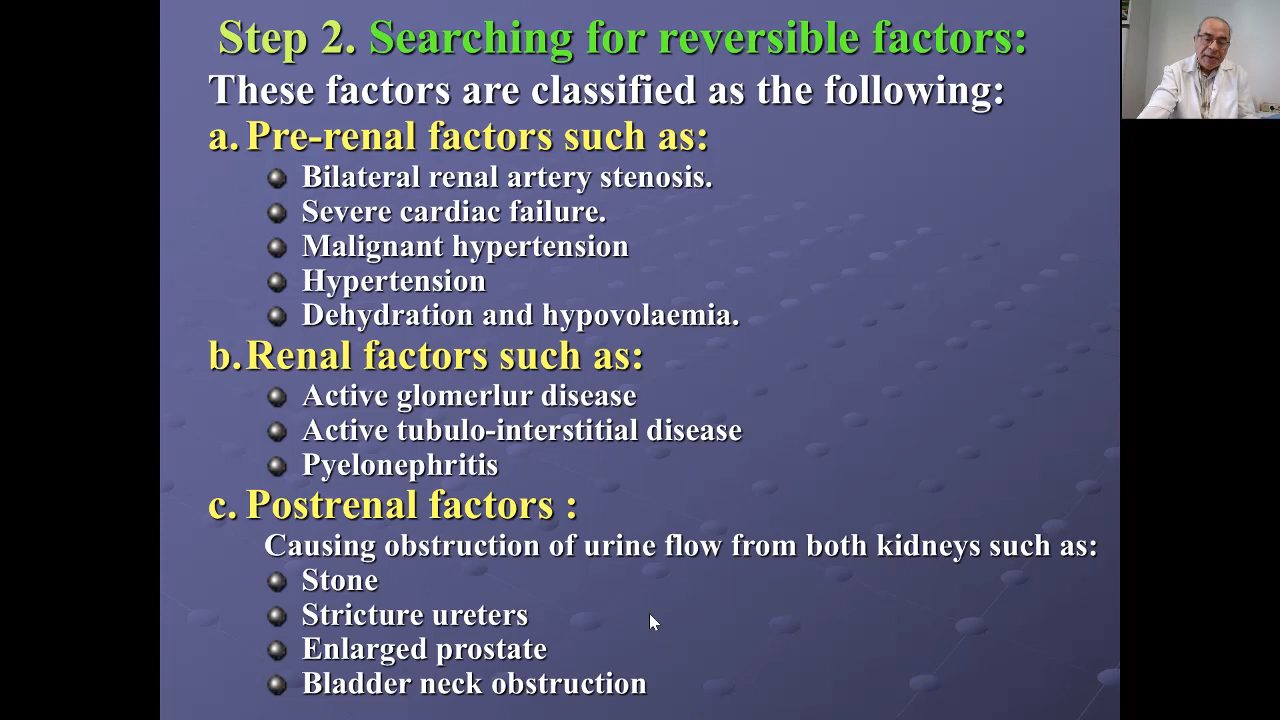 Step 2. Searching for reversible factors:
These factors are classified as the following:
a. Pre-renal factors such as:
Bilateral renal artery stenosis.
Severe cardiac failure.
Malignant hypertension
Hypertension
Dehydration and hypovolaemia.
b. Renal factors such as:
Active glomerlur disease
Active tubulo-interstitial disease
Pyelonephritis
c. Postrenal factors :
Causing obstruction of urine flow from both kidneys such as:
Stone
Stricture ureters
Enlarged prostate
Bladder neck obstruction